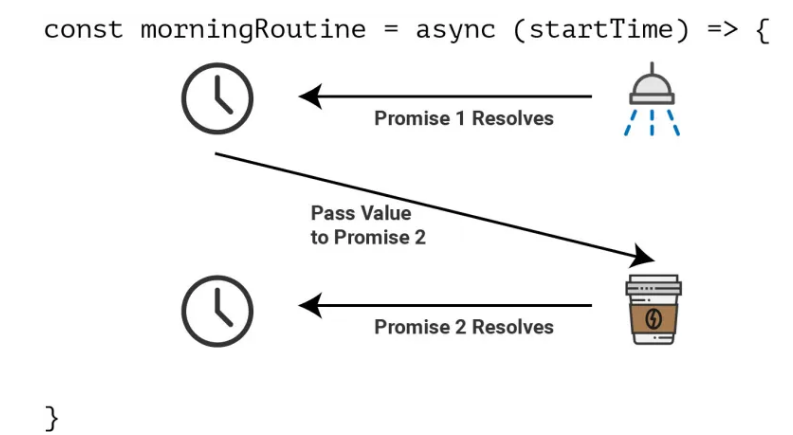 const morningRoutine = async (startTime) => {
Promise 1 Resolves
Pass Value
to Promise 2
Promise 2 Resolves
}